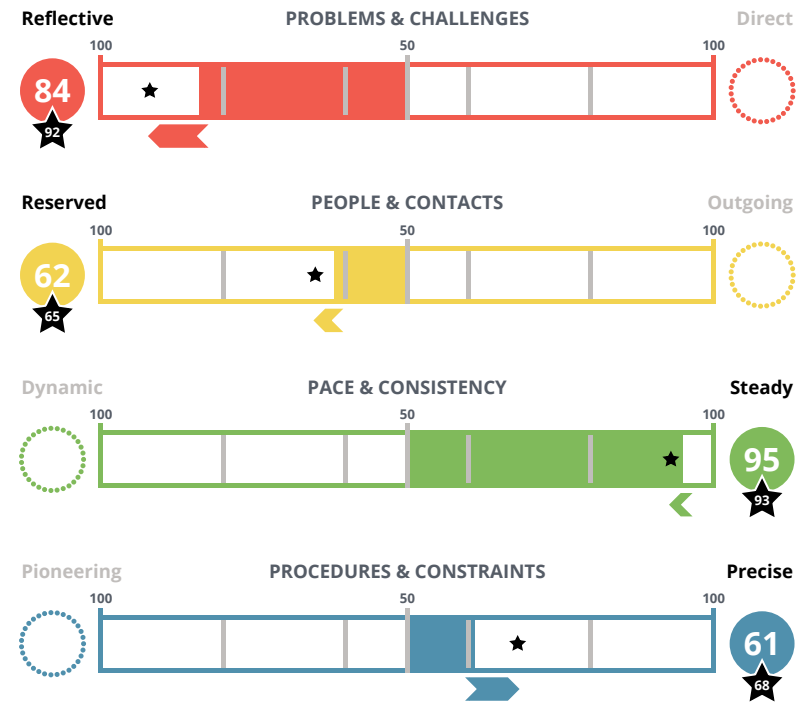 Reflective PROBLEMS & CHALLENGES Direct
100 50 100
84
92
Reserved PEOPLE & CONTACTS Outgoing
100 50 100
62
65
Dynamic PACE & CONSISTENCY Steady
100 50 100
95
93
Pioneering PROCEDURES & CONSTRAINTS Precise
100 50 100
61
68